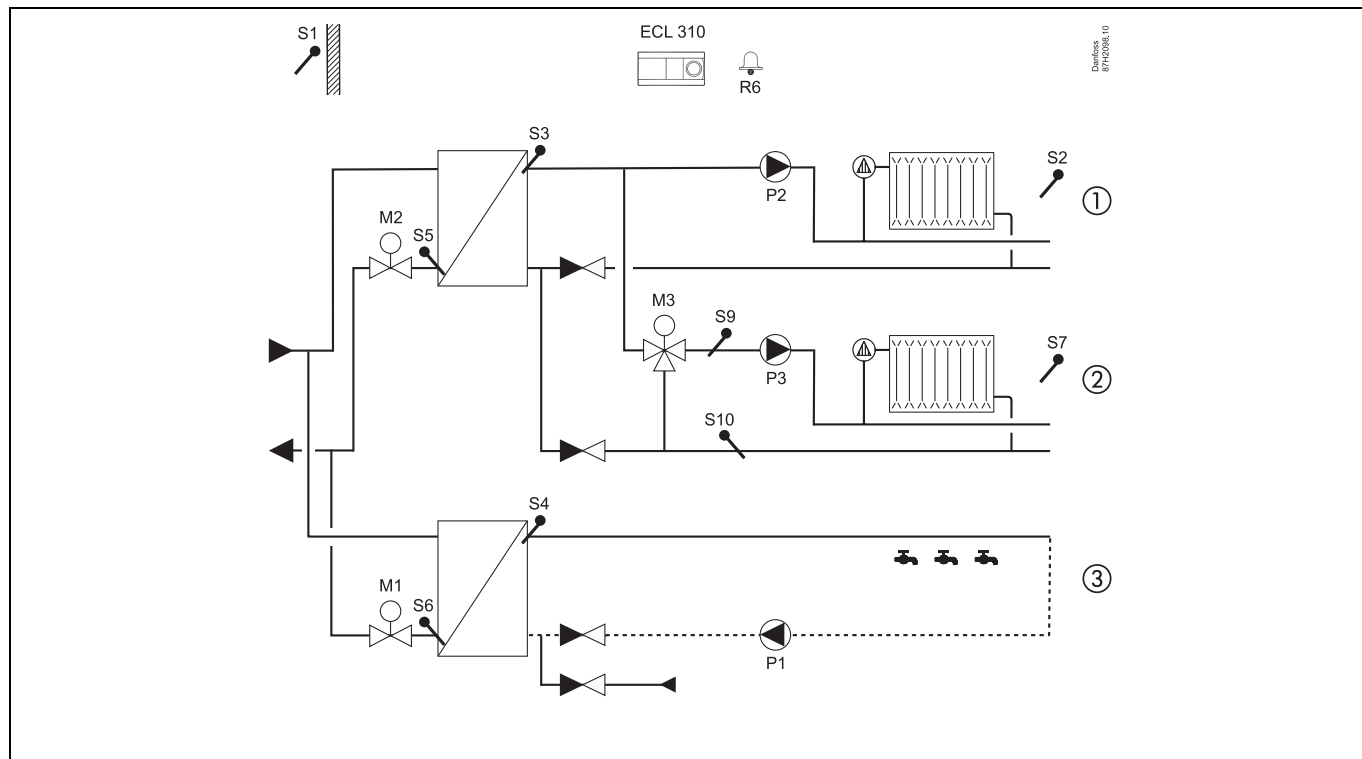 S1
ECL 310
R6
Danfoss
87H2098.10
S3
P2
S2
①
M2
S5
M3
S9
P3
S7
②
S10
S4
③
M1
S6
P1